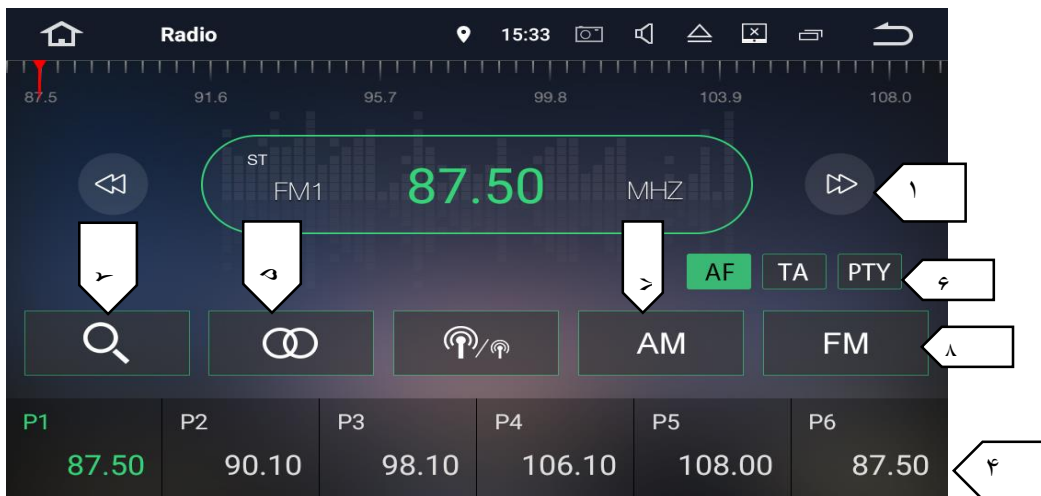 Radio 15:33
87.5 91.6 95.7 99.8 103.9 108.0
ST
FM1 87.50 MHZ
۱
۵ ۷
AF TA PTY ۶
AM FM ۸
P1 P2 P3 P4 P5 P6
87.50 90.10 98.10 106.10 108.00 87.50 ۴